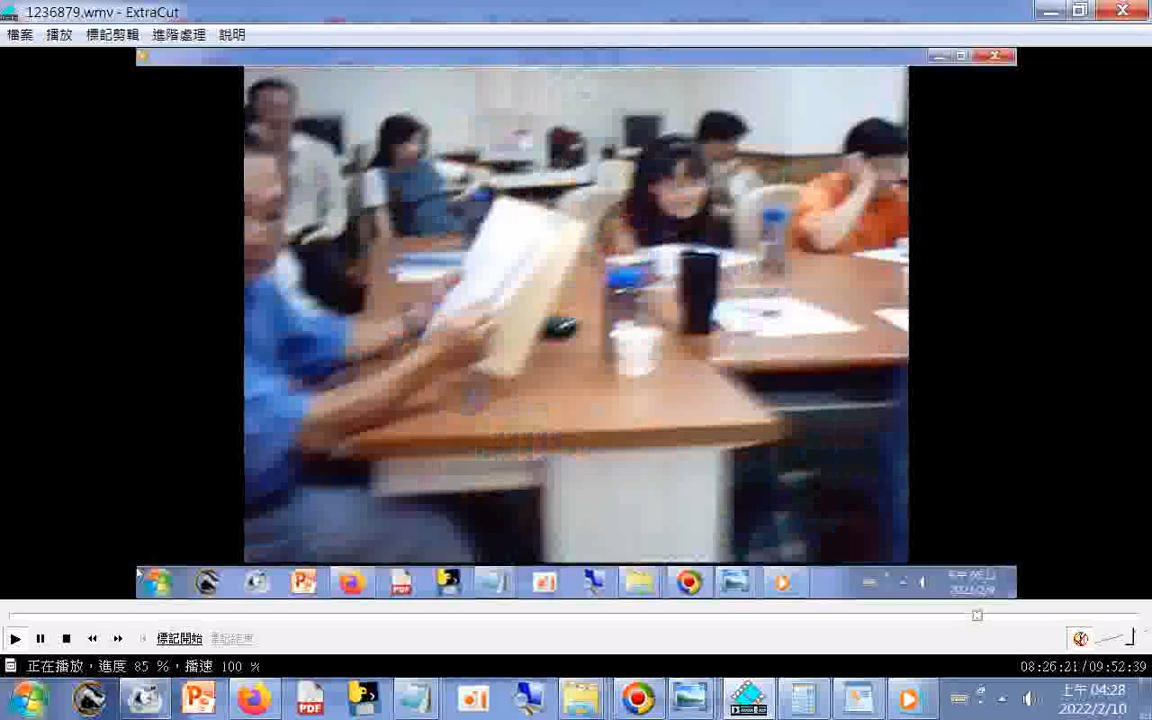 1236879.wmv - ExtraCut
檔案 播放 標記剪輯 進階處理 說明
標記開始 標記結束
正在播放，進度 85 %，播速 100 %
08:26:21 / 09:52:39
上午 04:28
2022/2/10